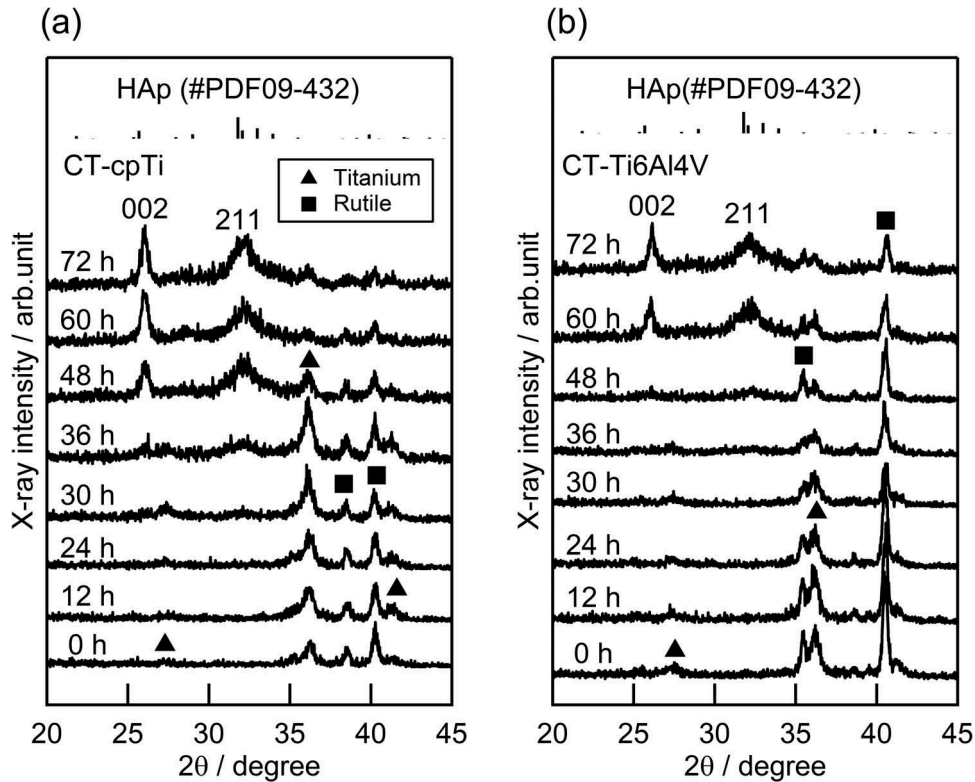 (a)
HAp (#PDF09-432)
CT-cpTi
▲ Titanium
■ Rutile
002
211
72 h
60 h
48 h
36 h
30 h
24 h
12 h
0 h
X-ray intensity / arb.unit
20 25 30 35 40 45
2θ / degree
(b)
HAp(#PDF09-432)
CT-Ti6Al4V
002
211
72 h
60 h
48 h
36 h
30 h
24 h
12 h
0 h
X-ray intensity / arb.unit
20 25 30 35 40 45
2θ / degree